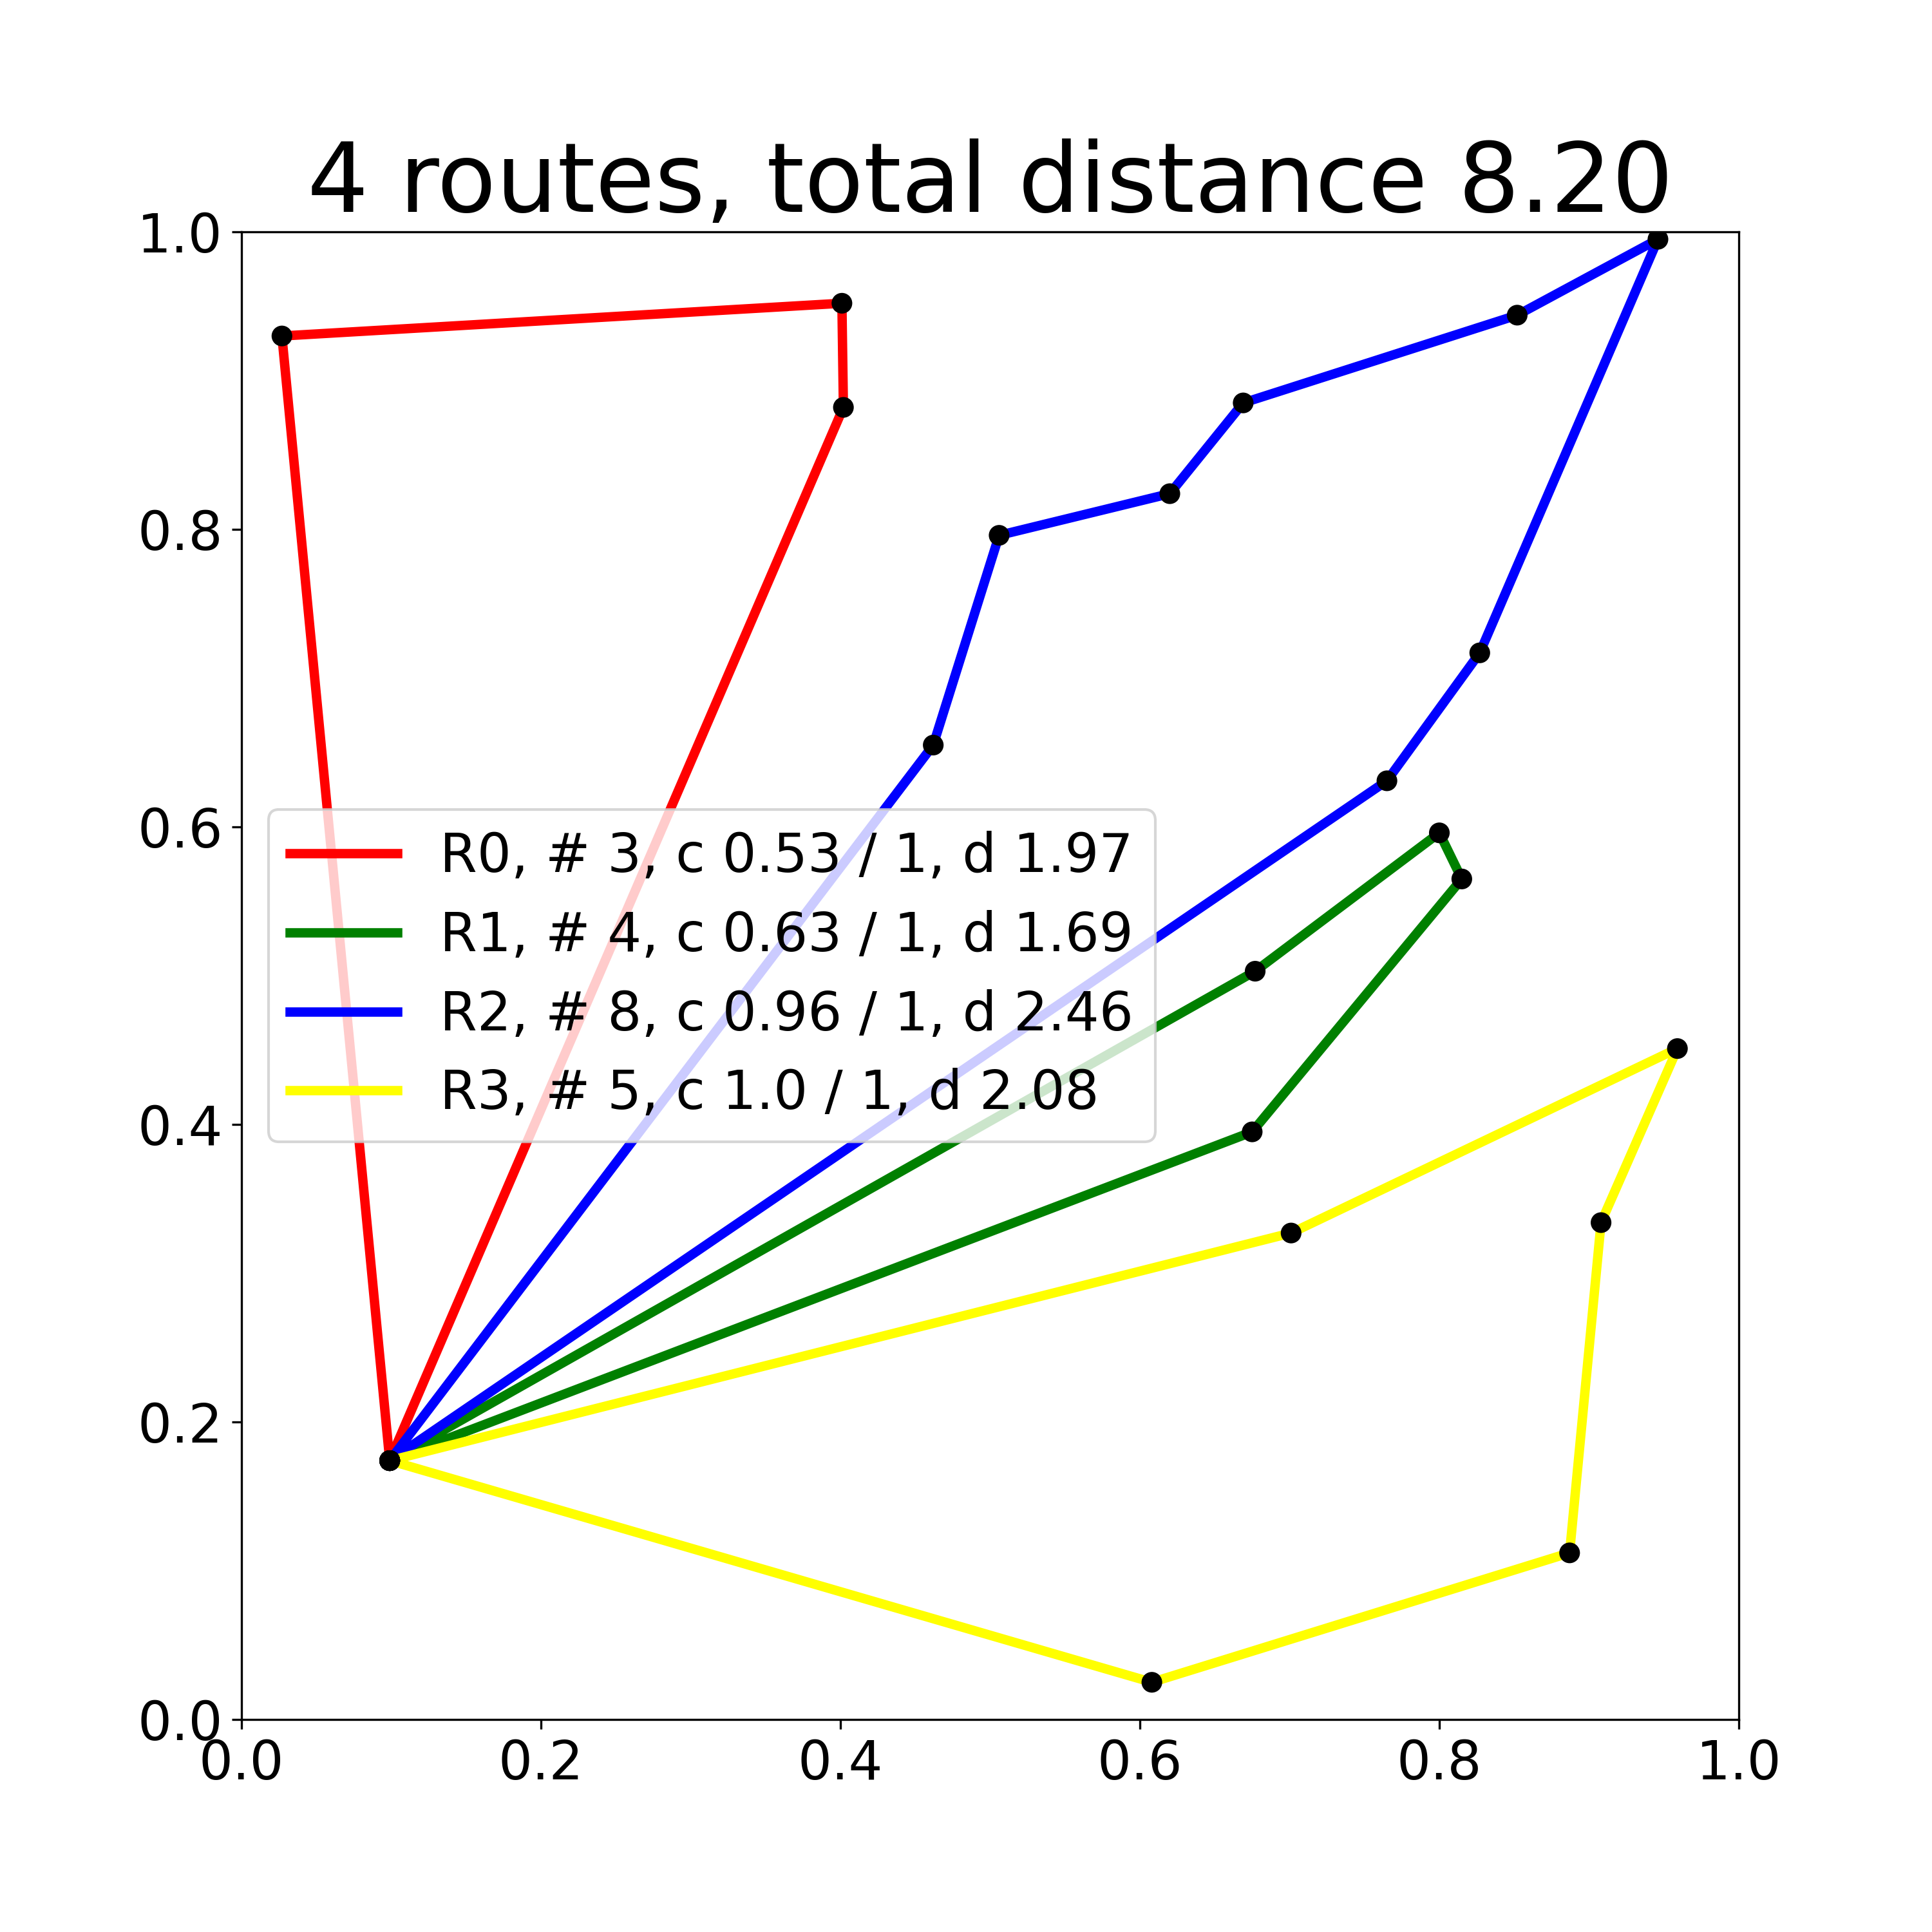 4 routes, total distance 8.20
1.0
0.8
0.6
0.4
0.2
0.0
R0, # 3, c 0.53 / 1, d 1.97
R1, # 4, c 0.63 / 1, d 1.69
R2, # 8, c 0.96 / 1, d 2.46
R3, # 5, c 1.0 / 1, d 2.08
0.0 0.2 0.4 0.6 0.8 1.0